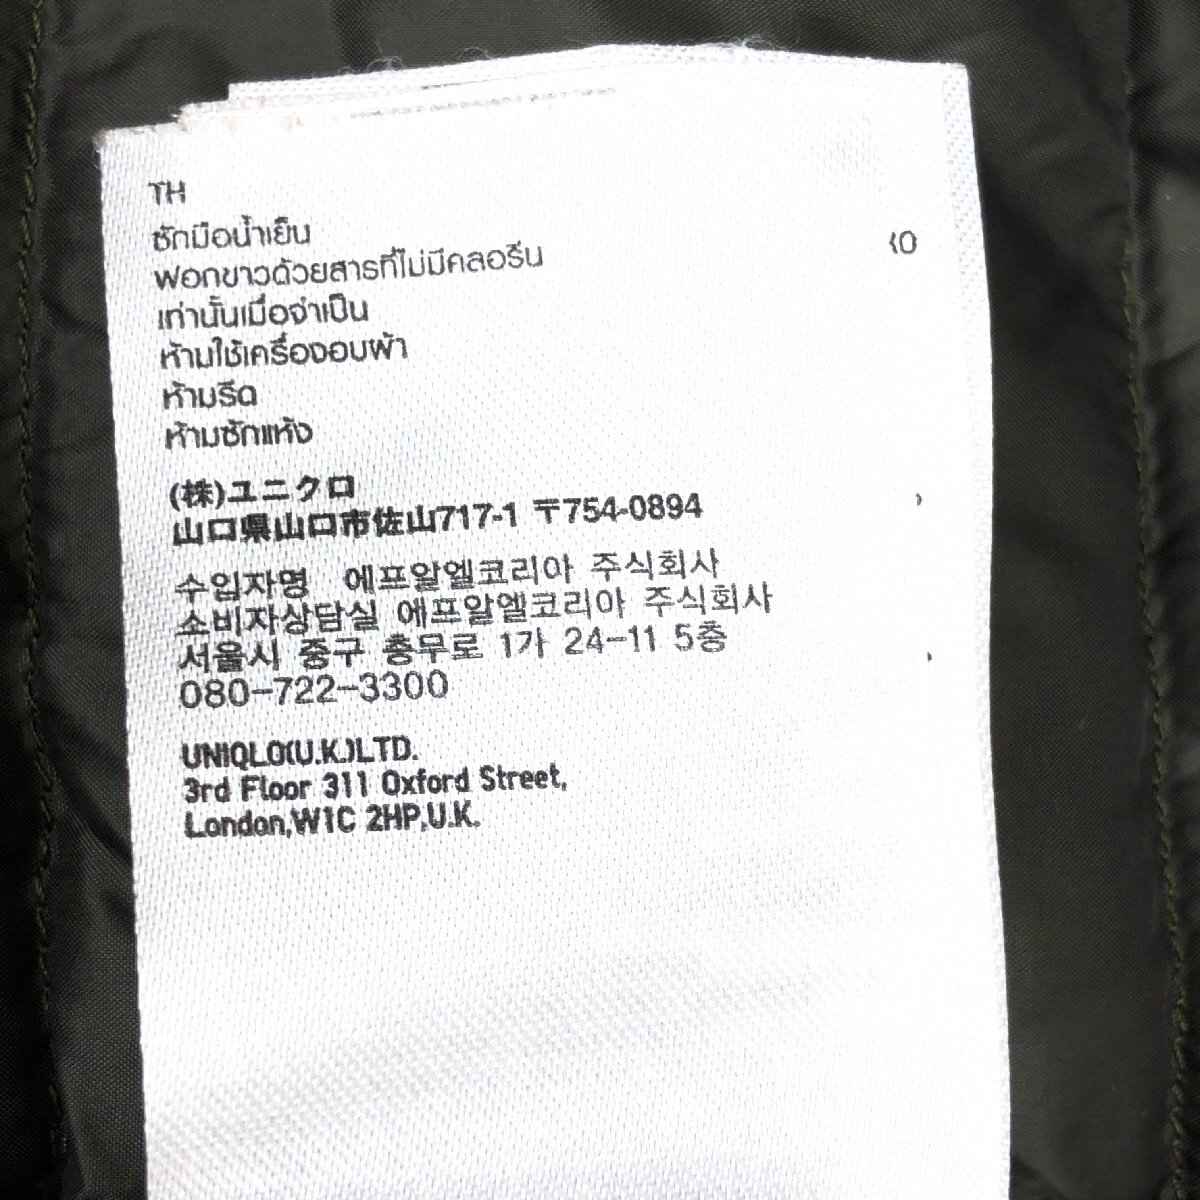 TH
ซักมือน้ำเย็น
ฟอกขาวด้วยสารที่ไม่มีคลอรีน
เท่านั้นเมื่อจำเป็น
ห้ามใช้เครื่องอบผ้า
ห้ามรีด
ห้ามซักแห้ง
(株)ユニクロ
山口県山口市佐山717-1 〒754-0894
수입자명 에프알엘코리아 주식회사
소비자상담실 에프알엘코리아 주식회사
서울시 중구 충무로 1가 24-11 5층
080-722-3300
UNIQLO(U.K.)LTD.
3rd Floor 311 Oxford Street,
London,W1C 2HP,U.K.